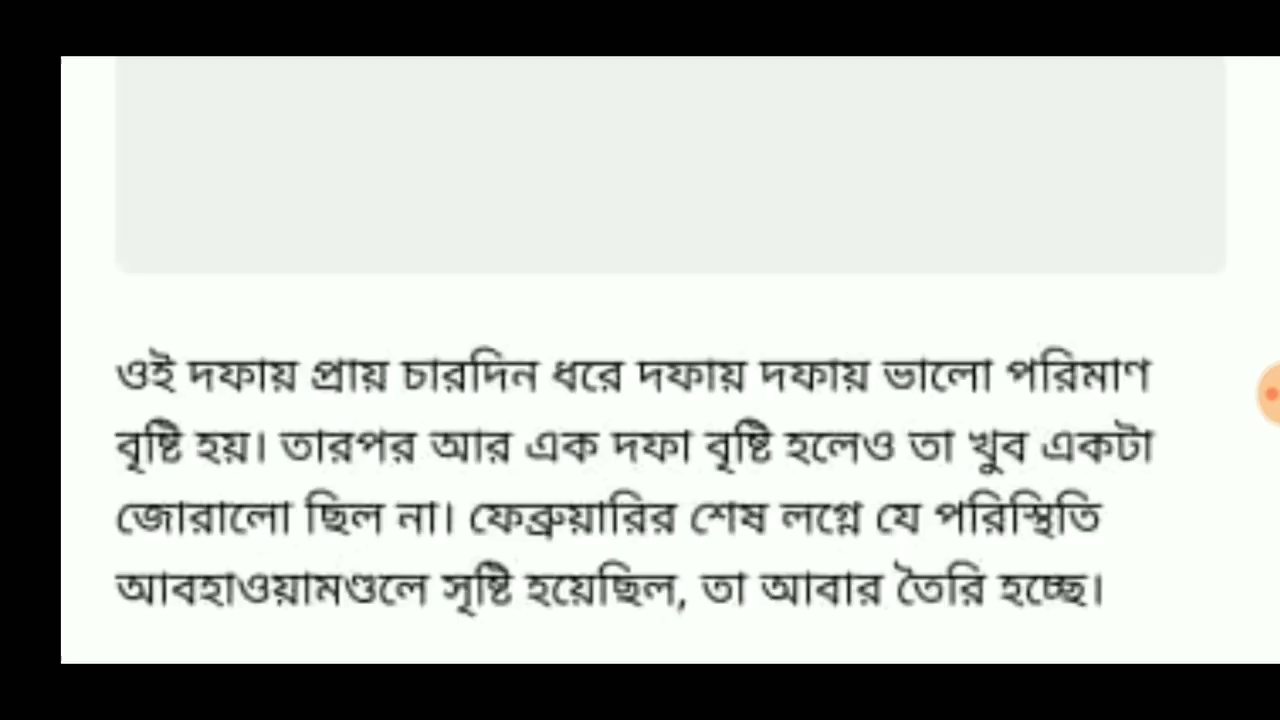 ওই দফায় প্রায় চারদিন ধরে দফায় দফায় ভালো পরিমাণ
বৃষ্টি হয়। তারপর আর এক দফা বৃষ্টি হলেও তা খুব একটা
জোরালো ছিল না। ফেব্রুয়ারির শেষ লগ্নে যে পরিস্থিতি
আবহাওয়ামণ্ডলে সৃষ্টি হয়েছিল, তা আবার তৈরি হচ্ছে।